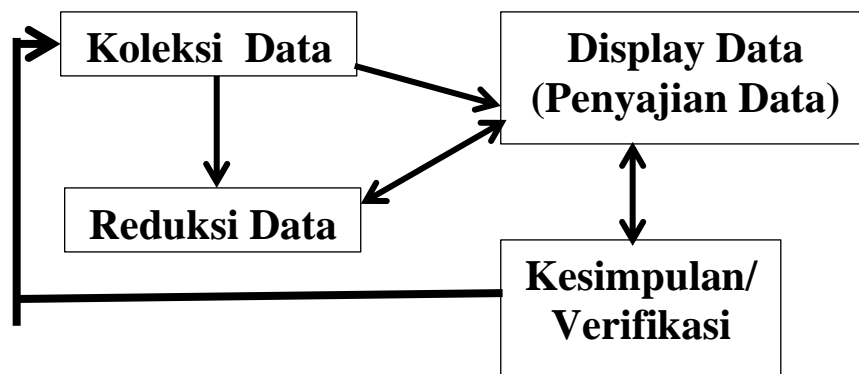 Koleksi Data
Display Data
(Penyajian Data)
Reduksi Data
Kesimpulan/
Verifikasi